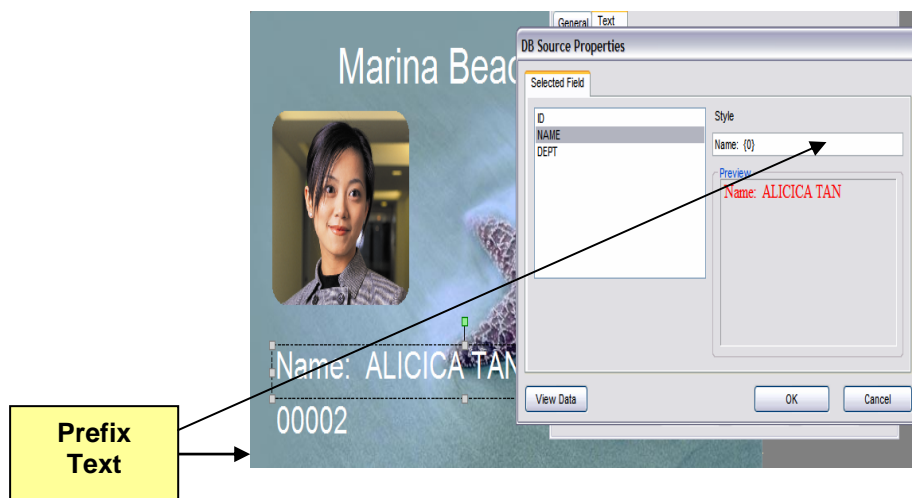 General Text
DB Source Properties
Marina Beac
Selected Field
ID
NAME
DEPT
Style
Name: {0}
Preview
Name: ALICICA TAN
Name: ALICICA TAN
00002
View Data
OK
Cancel
Prefix
Text